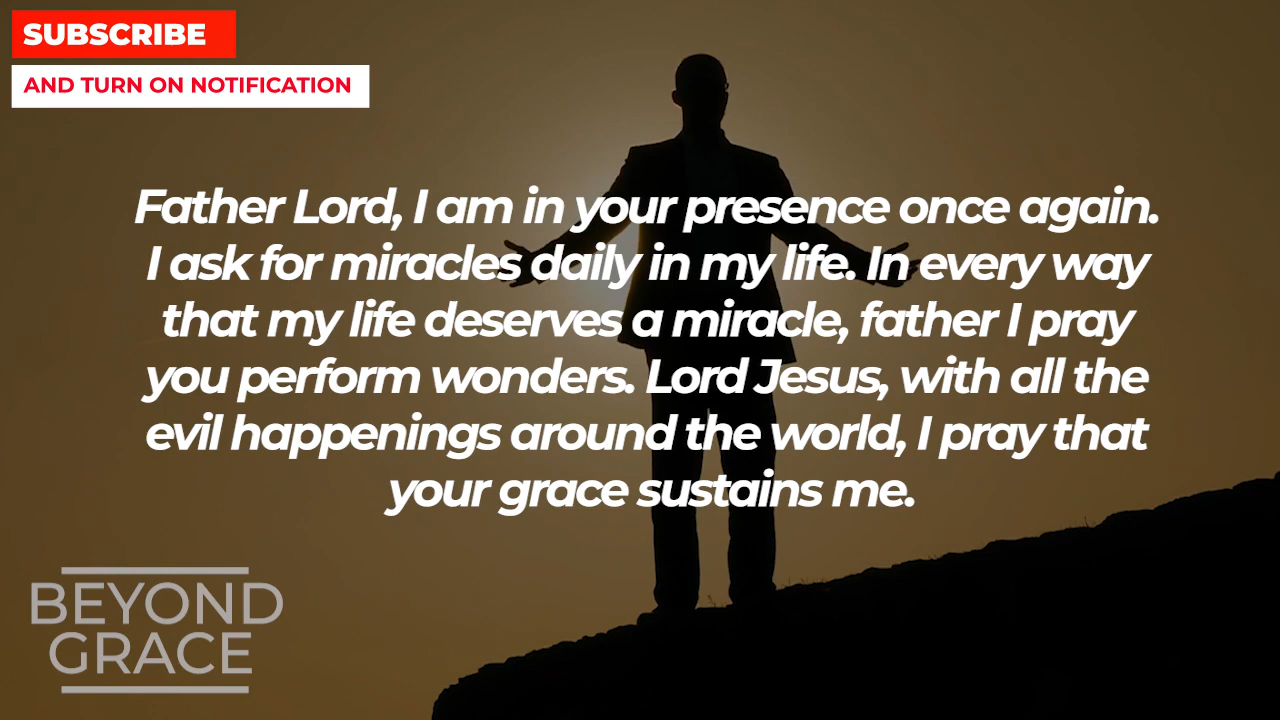 SUBSCRIBE
AND TURN ON NOTIFICATION
Father Lord, I am in your presence once again.
I ask for miracles daily in my life. In every way
that my life deserves a miracle, father I pray
you perform wonders. Lord Jesus, with all the
evil happenings around the world, I pray that
your grace sustains me.
BEYOND
GRACE